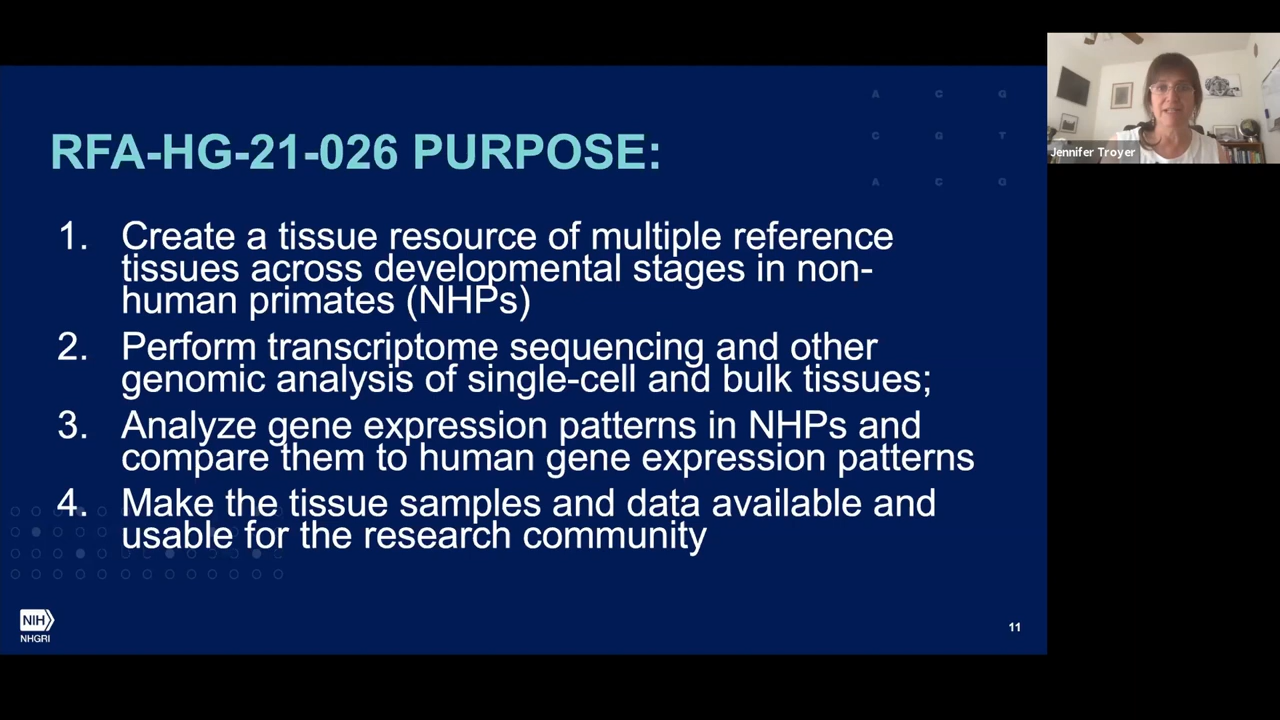 A C G
C G T
A C G
RFA-HG-21-026 PURPOSE:
1. Create a tissue resource of multiple reference
tissues across developmental stages in non-
human primates (NHPs)
2. Perform transcriptome sequencing and other
genomic analysis of single-cell and bulk tissues;
3. Analyze gene expression patterns in NHPs and
compare them to human gene expression patterns
4. Make the tissue samples and data available and
usable for the research community
NIH
NHGRI
11
Jennifer Troyer